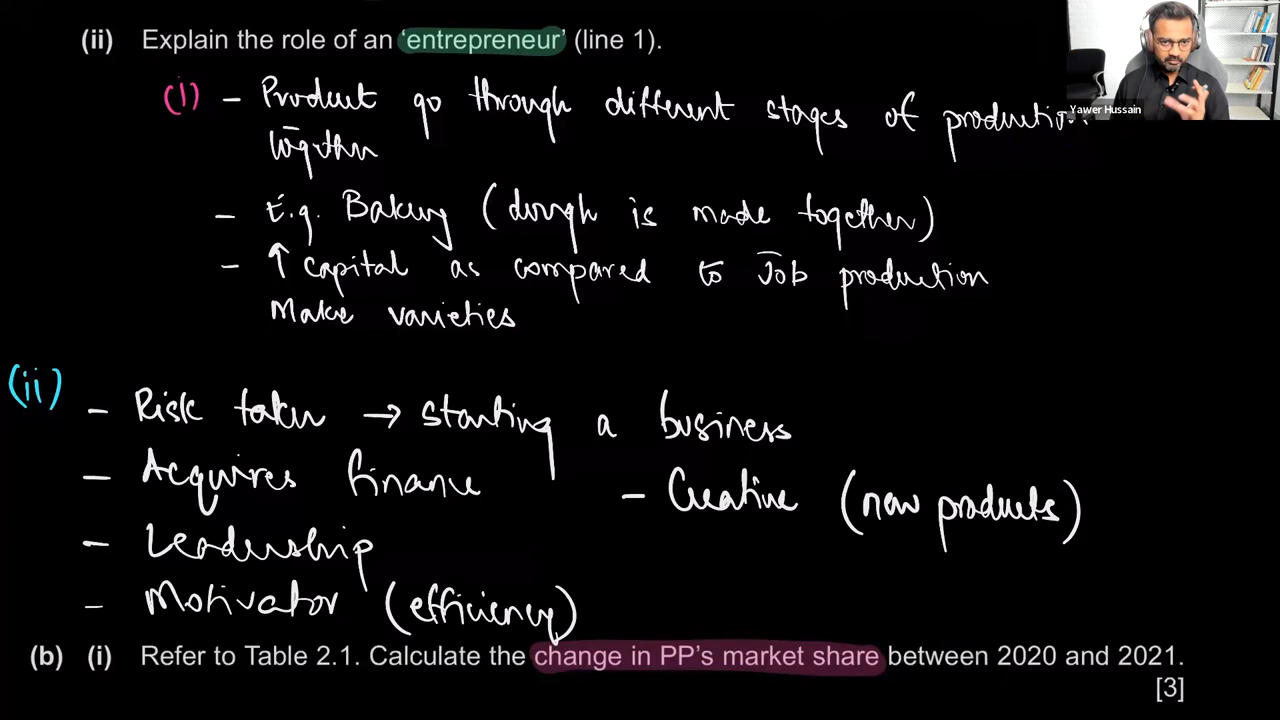 (ii) Explain the role of an ‘entrepreneur’ (line 1).
Yawer Hussain
(i) - Product go through different stages of production
together
- E.g. Bakery (dough is made together)
- ↑ capital as compared to Job production
Make varieties
(ii)
- Risk taker → starting a business
- Acquires finance
- Creative (new products)
- Leadership
- Motivator (efficiency)
(b) (i) Refer to Table 2.1. Calculate the change in PP’s market share between 2020 and 2021.
[3]